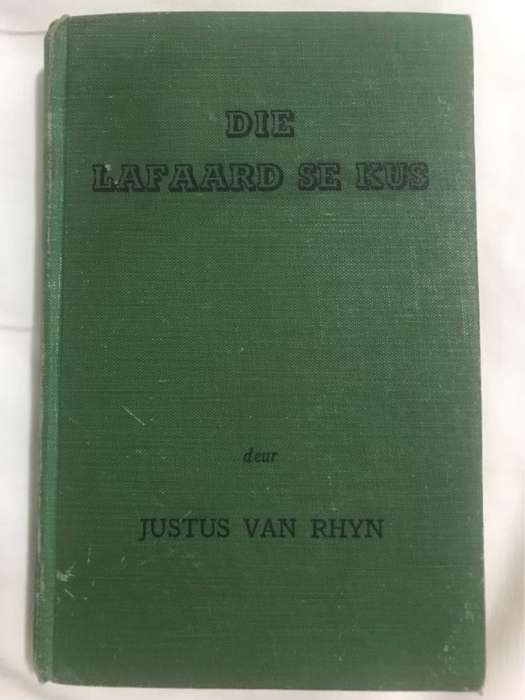 DIE
LAFAARD SE KUS
deur
JUSTUS VAN RHYN